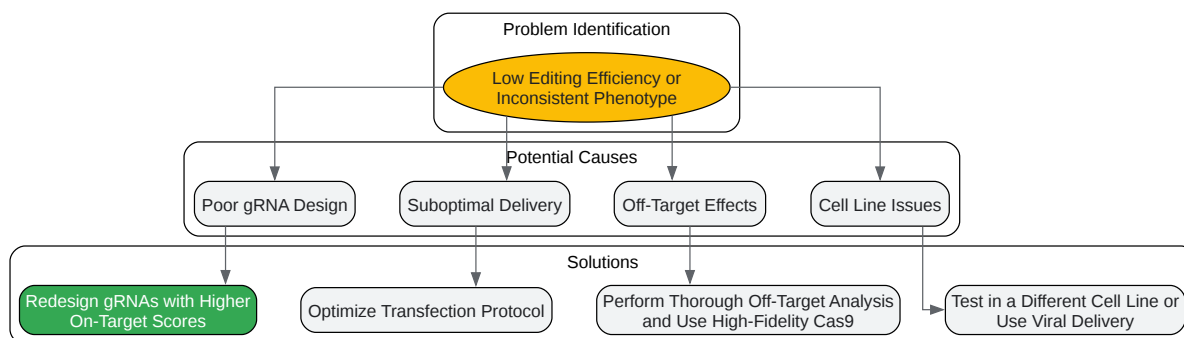 Problem Identification
Low Editing Efficiency or
Inconsistent Phenotype
Potential Causes
Poor gRNA Design
Suboptimal Delivery
Off-Target Effects
Cell Line Issues
Solutions
Redesign gRNAs with Higher
On-Target Scores
Optimize Transfection Protocol
Perform Thorough Off-Target Analysis
and Use High-Fidelity Cas9
Test in a Different Cell Line or
Use Viral Delivery